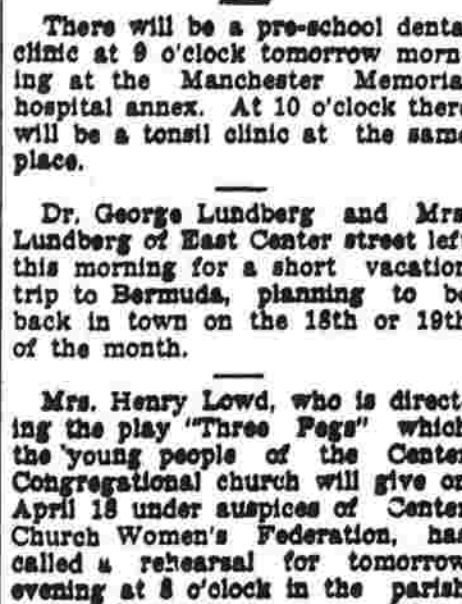 There will be a pre-school denta
clinic at 9 o'clock tomorrow morn
ing at the Manchester Memoria
hospital annex. At 10 o'clock ther
will be a tonsil clinic at the sam
place.
Dr. George Lundberg and Mrs
Lundberg of East Center street lef
this morning for a short vacation
trip to Bermuda, planning to b
back in town on the 18th or 19th
of the month.
Mrs. Henry Lowd, who is direct
ing the play "Three Pegs" which
the young people of the Center
Congregational church will give on
April 18 under auspices of Center
Church Women's Federation, has
called a rehearsal for tomorrow
evening at 8 o'clock in the parish